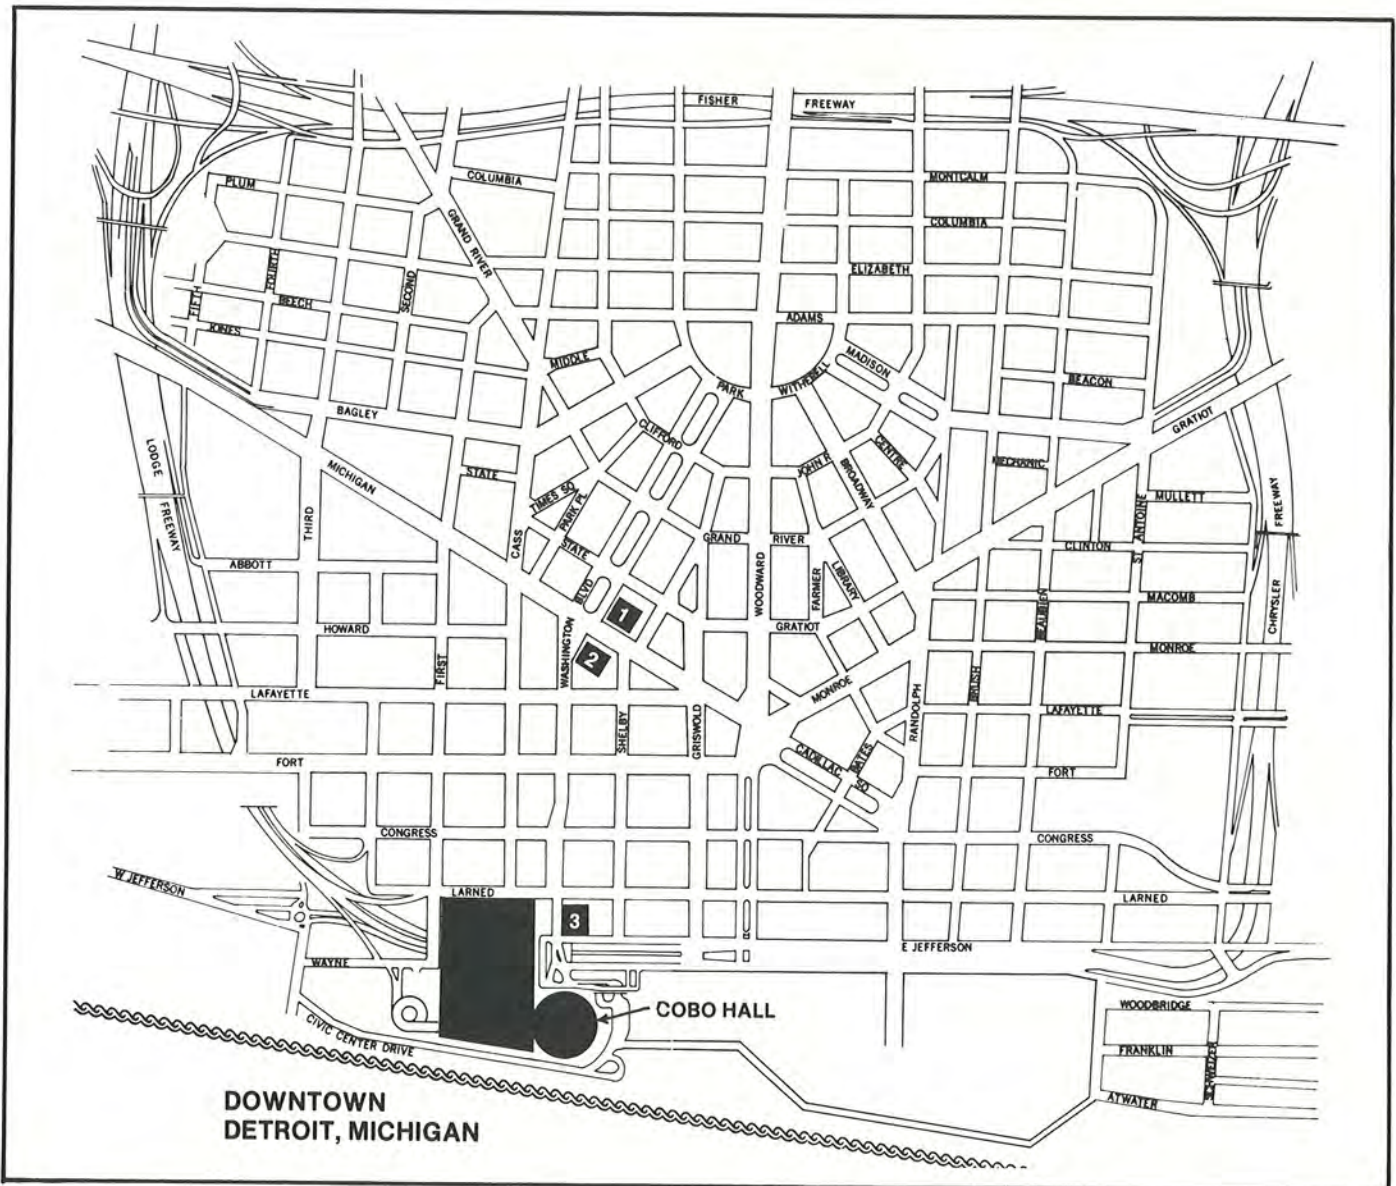 FISHER FREEWAY
PLUM
COLUMBIA
MONTCALM
GRAND RIVER
COLUMBIA
FOURTH
SECOND
ELIZABETH
FIFTH
BEECH
JONES
ADAMS
MIDDLE
MADISON
PARK
WITHERELL
BEACON
BAGLEY
GRATIOT
CLIFFORD
CENTRE
LODGE FREEWAY
MICHIGAN
STATE
JOHN R
BROADWAY
MECHANIC
TIMES SQ
PARK PL
MULLETT
FREEWAY
THIRD
CASS
STATE
GRAND RIVER
ST. ANTOINE
CLINTON
ABBOTT
BLVD
WOODWARD
FARMER
LIBRARY
MACOMB
CHRYSLER
1
BEAUBIEN
HOWARD
WASHINGTON
GRATIOT
MONROE
2
FIRST
BRUSH
MONROE
LAFAYETTE
SHELBY
GRISWOLD
RANDOLPH
LAFAYETTE
FORT
CADILLAC SQ
BATES
FORT
CONGRESS
CONGRESS
W JEFFERSON
LARNED
LARNED
3
E JEFFERSON
WAYNE
COBO HALL
WOODBRIDGE
CIVIC CENTER DRIVE
FRANKLIN
SCHWEIZER
ATWATER
DOWNTOWN
DETROIT, MICHIGAN